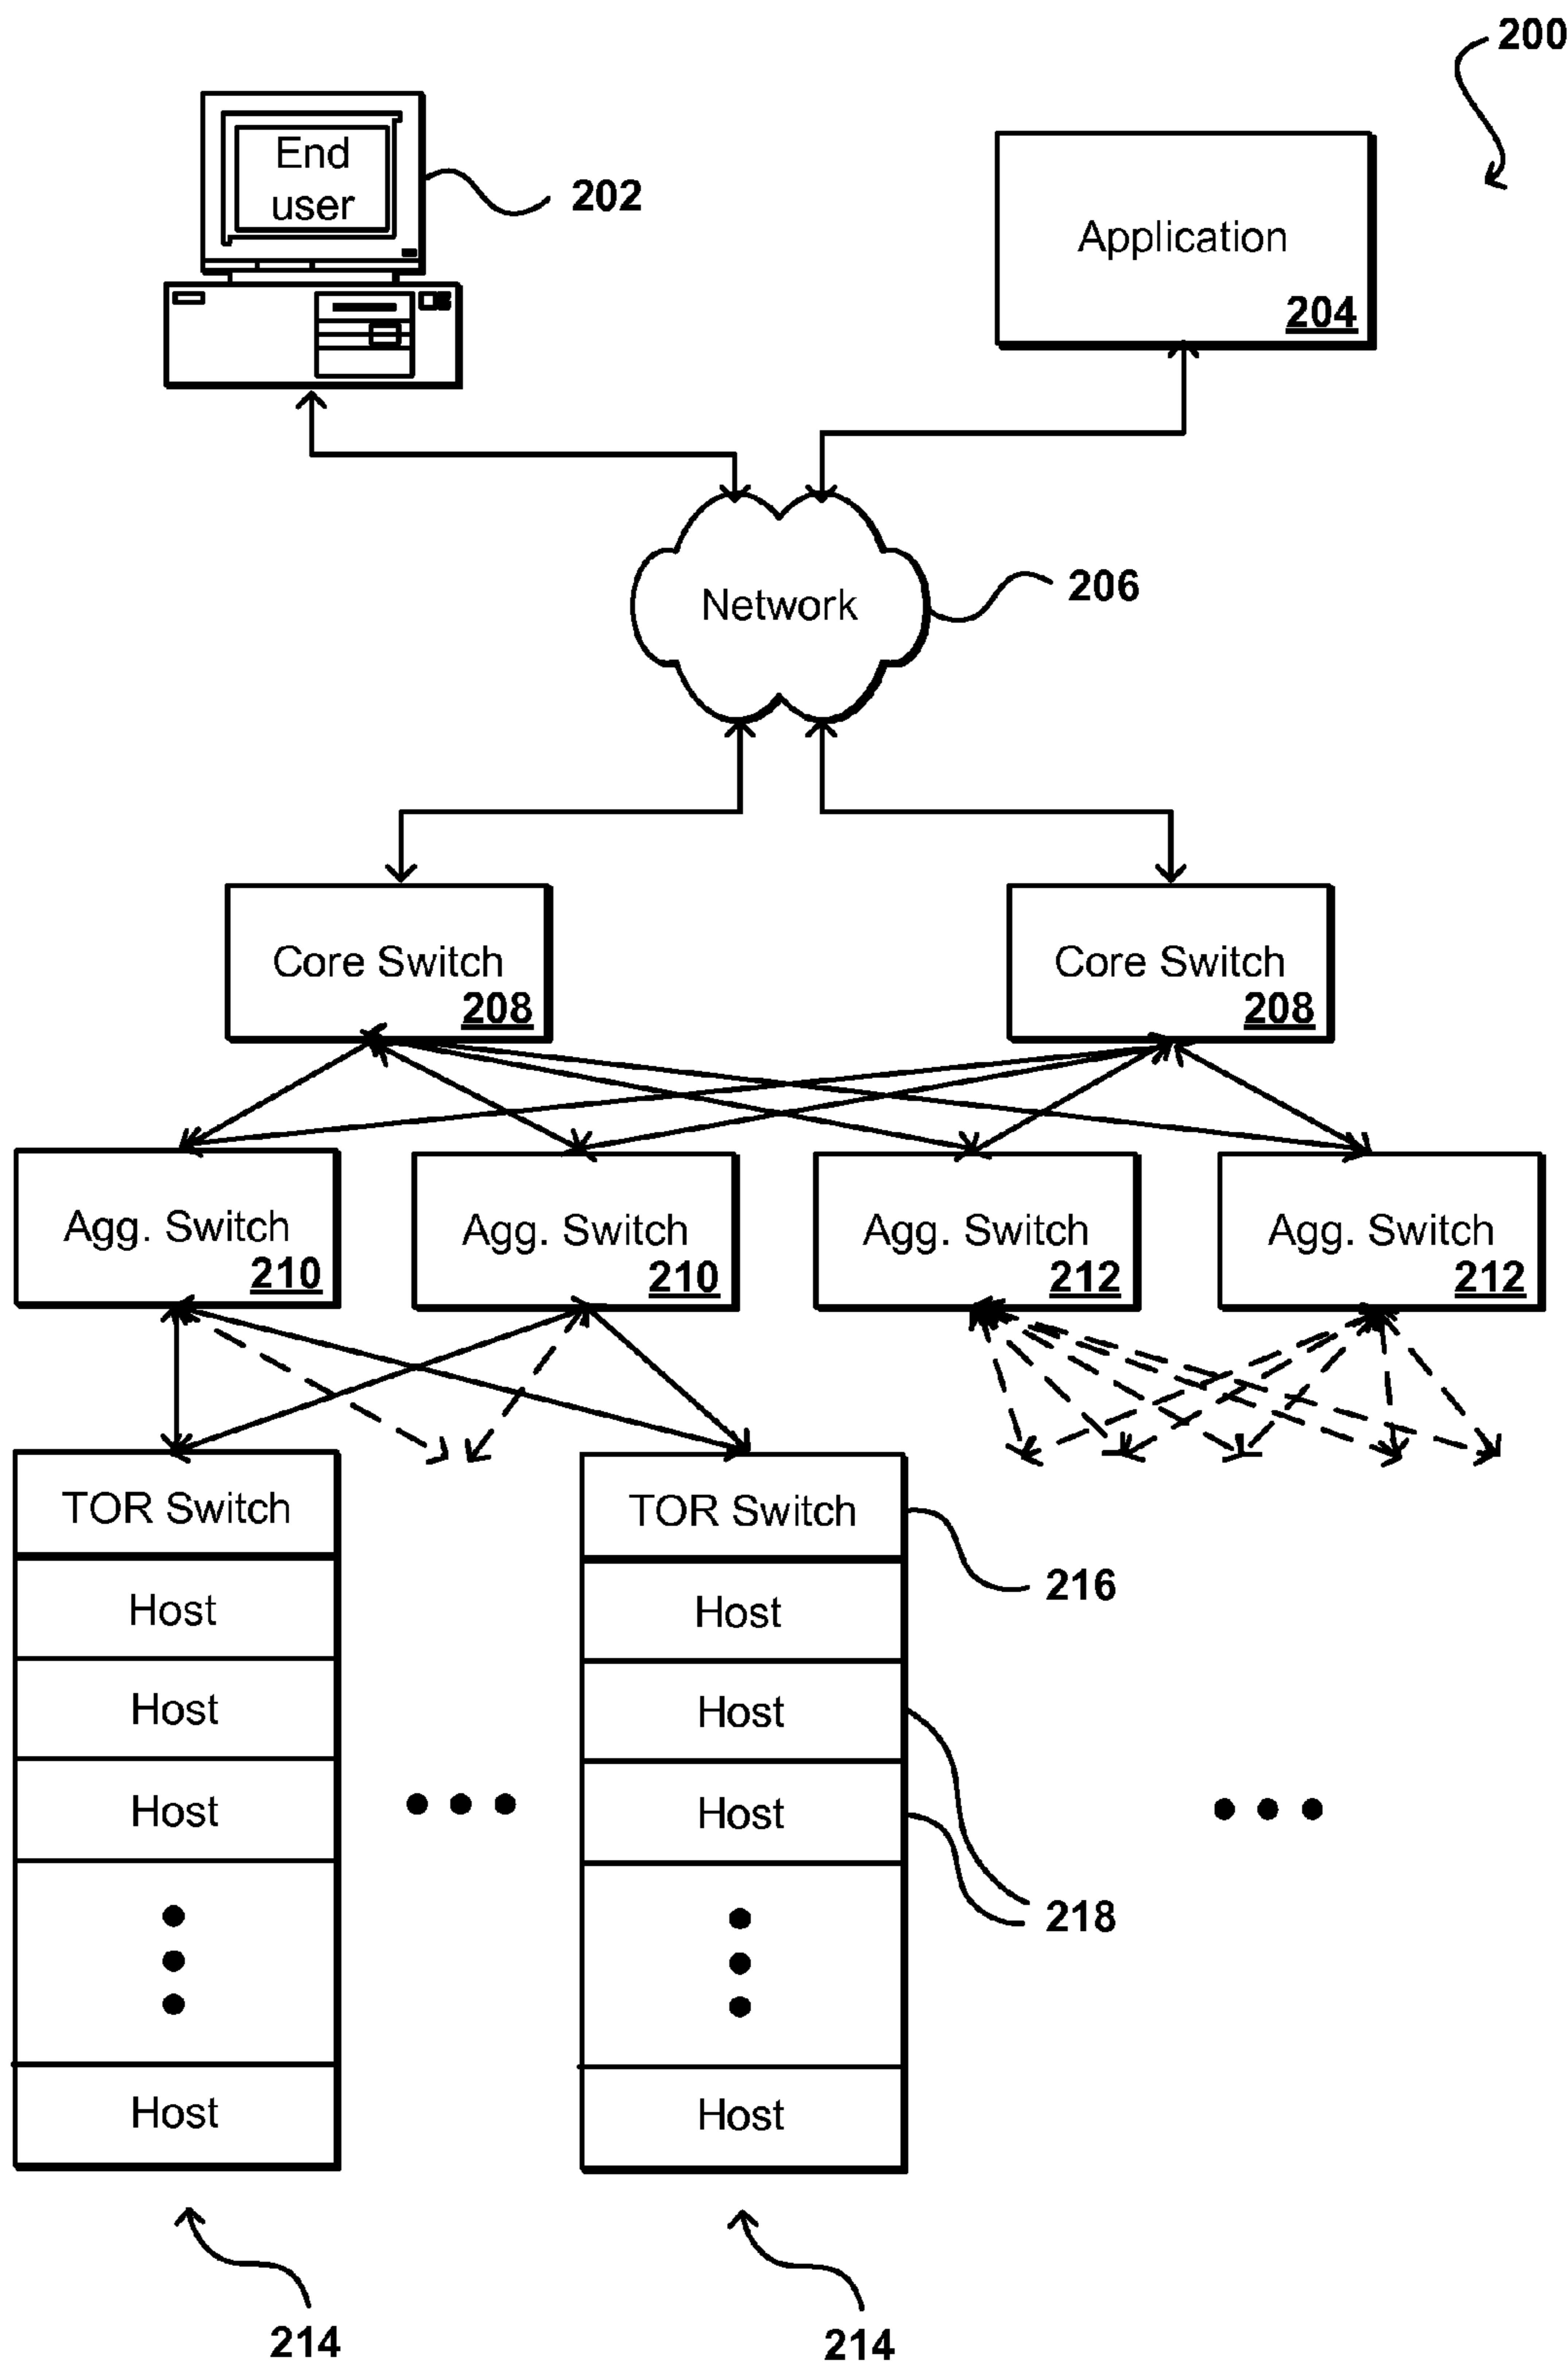 200
End
user
202
Application
204
Network
206
Core Switch
208
Core Switch
208
Agg. Switch
210
Agg. Switch
210
Agg. Switch
212
Agg. Switch
212
TOR Switch
Host
Host
Host
Host
TOR Switch
216
Host
Host
Host
218
Host
214
214